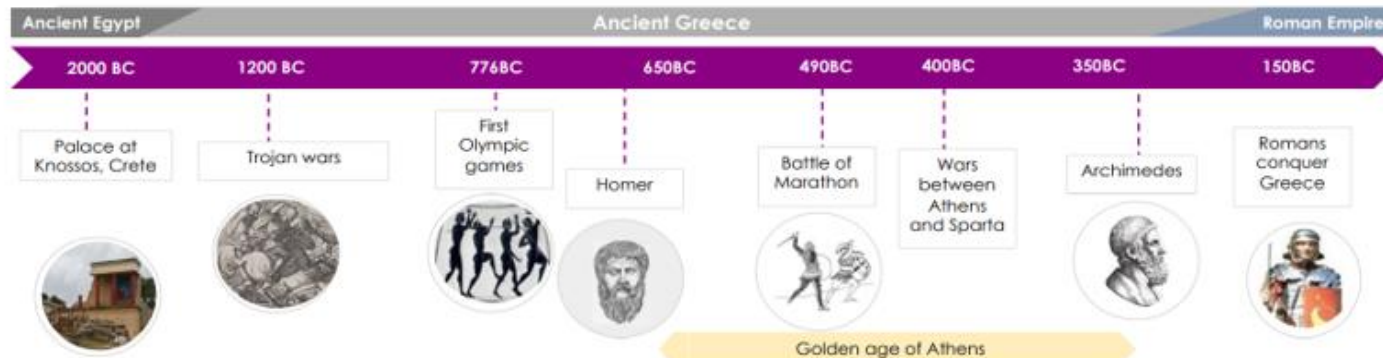 Ancient Egypt
Ancient Greece
Roman Empire
2000 BC
1200 BC
776BC
650BC
490BC
400BC
350BC
150BC
Palace at
Knossos, Crete
Trojan wars
First
Olympic
games
Homer
Battle of
Marathon
Wars
between
Athens
and Sparta
Archimedes
Romans
conquer
Greece
Golden age of Athens